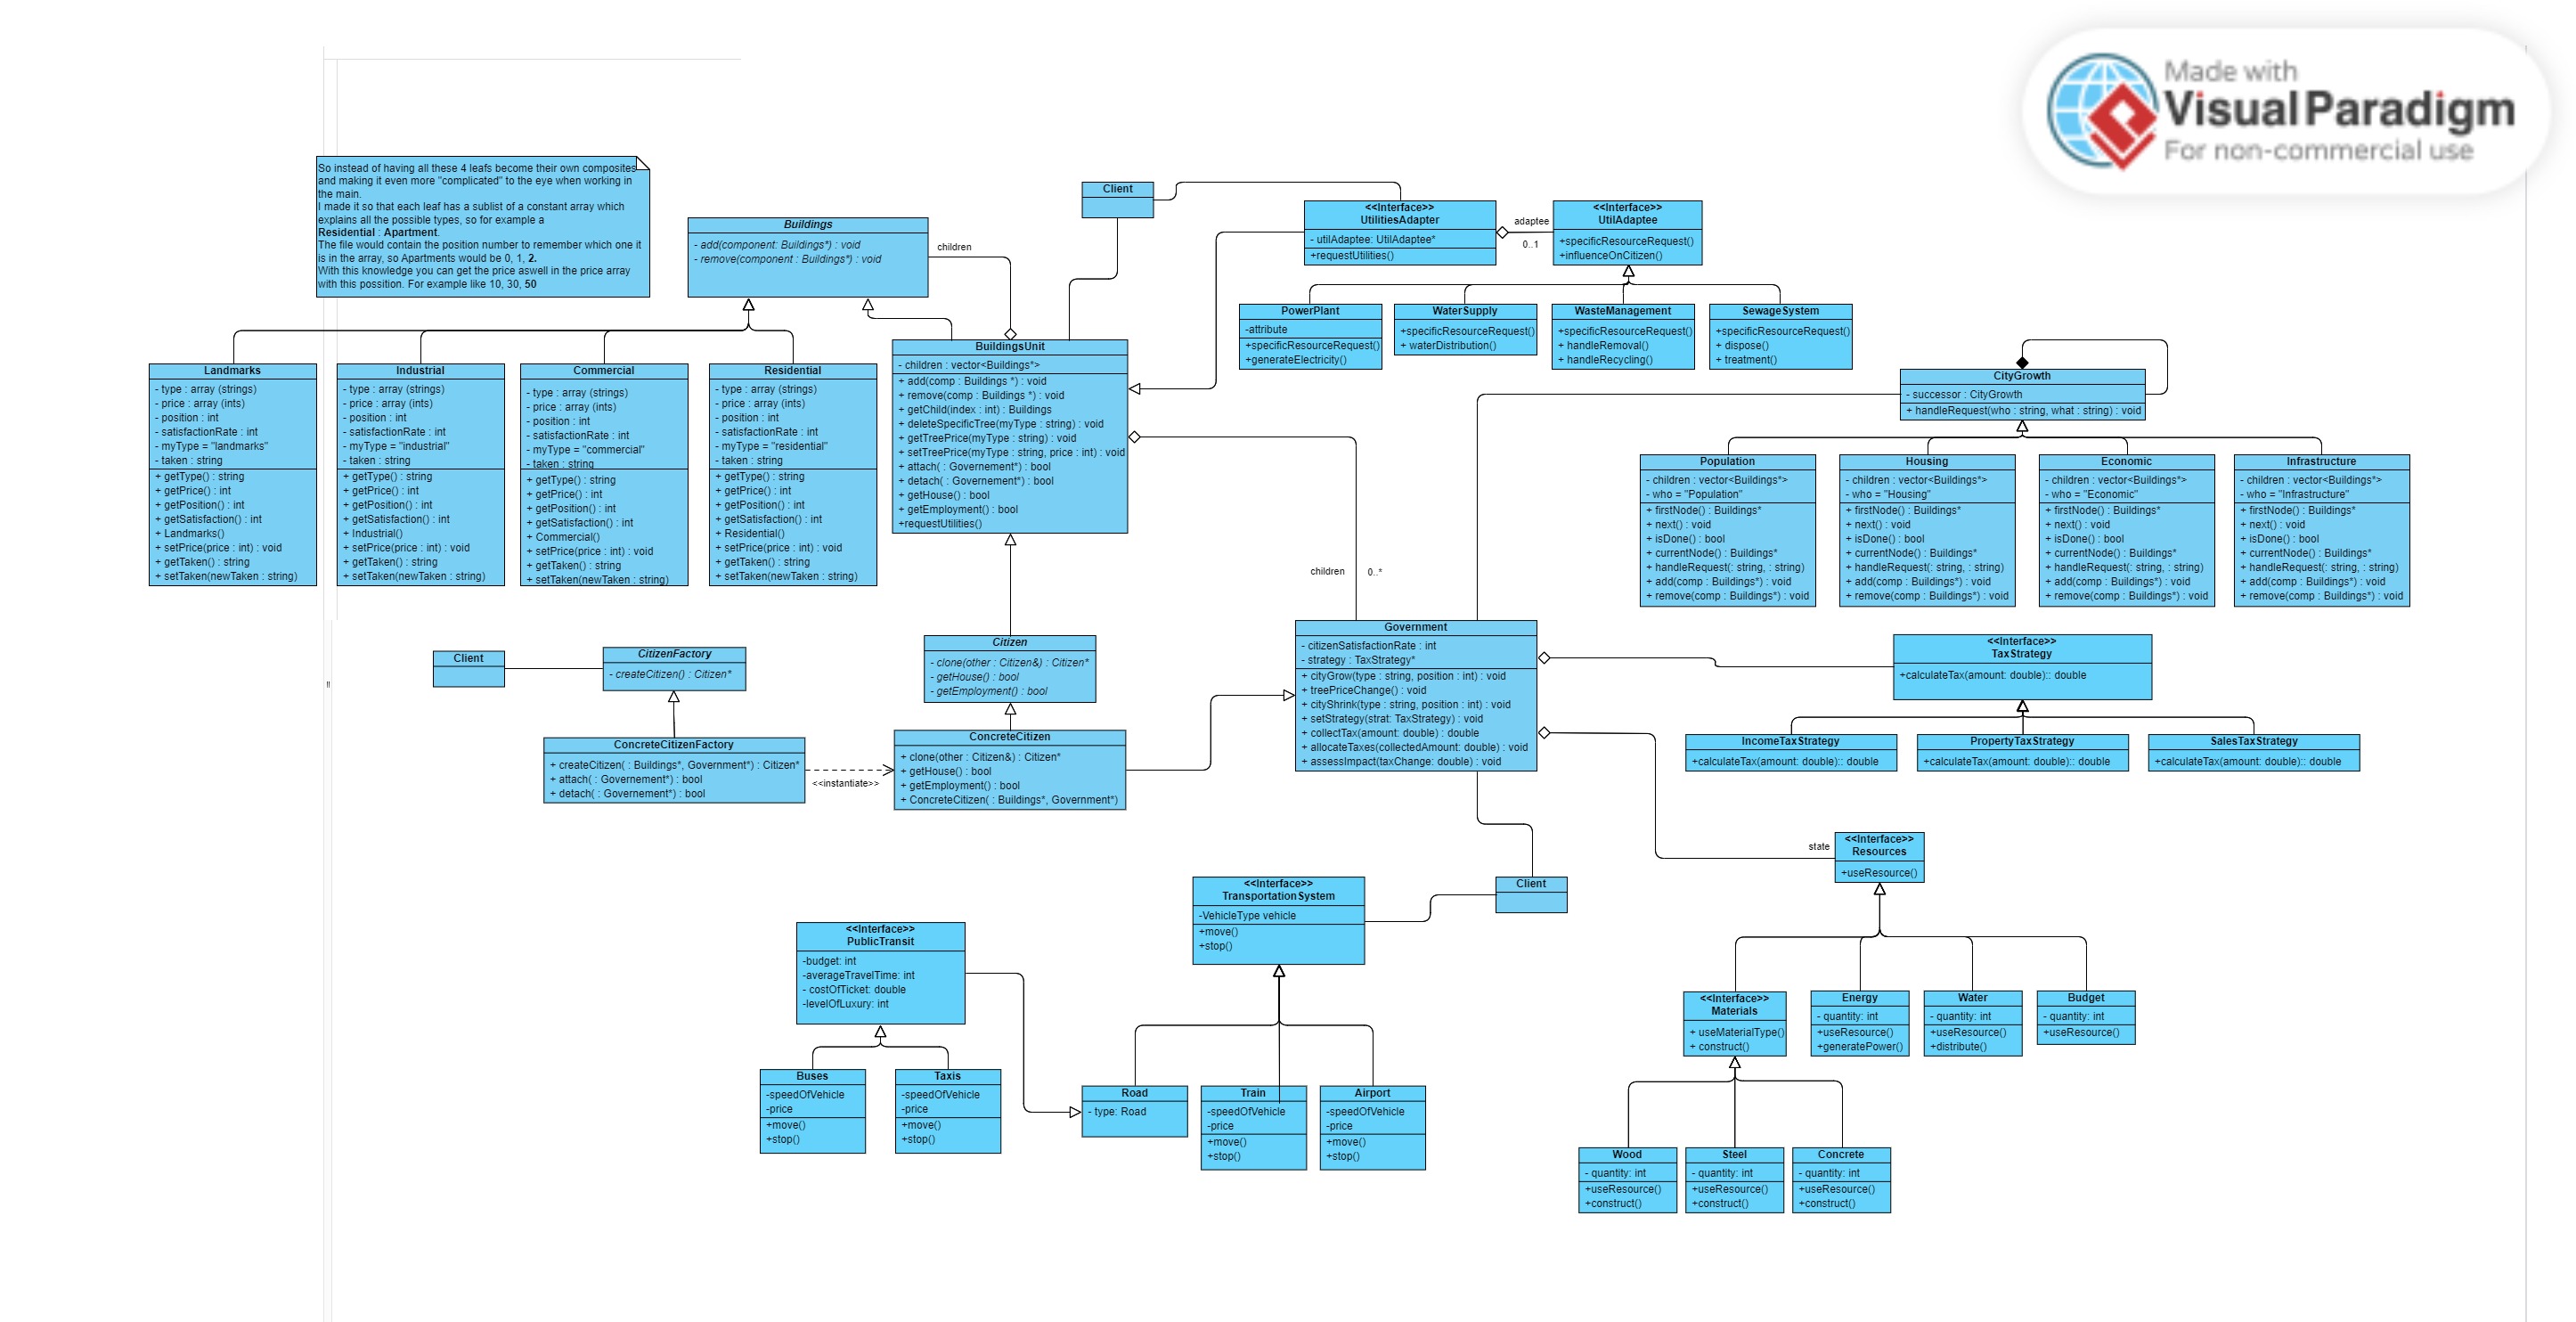 Made with
Visual Paradigm
For non-commercial use
So instead of having all these 4 leafs become their own composites
and making it even more "complicated" to the eye when working in
the main.
I made it so that each leaf has a sublist of a constant array which
explains all the possible types, so for example a
Residential : Apartment.
The file would contain the position number to remember which one it
is in the array, so Apartments would be 0, 1, 2.
With this knowledge you can get the price aswell in the price array
with this possition. For example like 10, 30, 50
Buildings
- add(component: Buildings*) : void
- remove(component : Buildings*) : void
children
Client
<<Interface>>
UtilitiesAdapter
- utilAdaptee: UtilAdaptee*
+requestUtilities()
adaptee
0..1
<<Interface>>
UtilAdaptee
+specificResourceRequest()
+influenceOnCitizen()
PowerPlant
-attribute
+specificResourceRequest()
+generateElectricity()
WaterSupply
+specificResourceRequest()
+ waterDistribution()
WasteManagement
+specificResourceRequest()
+ handleRemoval()
+ handleRecycling()
SewageSystem
+specificResourceRequest()
+ dispose()
+ treatment()
Landmarks
- type : array (strings)
- price : array (ints)
- position : int
- satisfactionRate : int
- myType = "landmarks"
- taken : string
+ getType() : string
+ getPrice() : int
+ getPosition() : int
+ getSatisfaction() : int
+ Landmarks()
+ setPrice(price : int) : void
+ getTaken() : string
+ setTaken(newTaken : string)
Industrial
- type : array (strings)
- price : array (ints)
- position : int
- satisfactionRate : int
- myType = "industrial"
- taken : string
+ getType() : string
+ getPrice() : int
+ getPosition() : int
+ getSatisfaction() : int
+ Industrial()
+ setPrice(price : int) : void
+ getTaken() : string
+ setTaken(newTaken : string)
Commercial
- type : array (strings)
- price : array (ints)
- position : int
- satisfactionRate : int
- myType = "commercial"
- taken : string
+ getType() : string
+ getPrice() : int
+ getPosition() : int
+ getSatisfaction() : int
+ Commercial()
+ setPrice(price : int) : void
+ getTaken() : string
+ setTaken(newTaken : string)
Residential
- type : array (strings)
- price : array (ints)
- position : int
- satisfactionRate : int
- myType = "residential"
- taken : string
+ getType() : string
+ getPrice() : int
+ getPosition() : int
+ getSatisfaction() : int
+ Residential()
+ setPrice(price : int) : void
+ getTaken() : string
+ setTaken(newTaken : string)
BuildingsUnit
- children : vector<Buildings*>
+ add(comp : Buildings *) : void
+ remove(comp : Buildings *) : void
+ getChild(index : int) : Buildings
+ deleteSpecificTree(myType : string) : void
+ getTreePrice(myType : string) : void
+ setTreePrice(myType : string, price : int) : void
+ attach( : Governement*) : bool
+ detach( : Governement*) : bool
+ getHouse() : bool
+ getEmployment() : bool
+requestUtilities()
CityGrowth
- successor : CityGrowth
+ handleRequest(who : string, what : string) : void
Population
- children : vector<Buildings*>
- who = "Population"
+ firstNode() : Buildings*
+ next() : void
+ isDone() : bool
+ currentNode() : Buildings*
+ handleRequest(: string, : string)
+ add(comp : Buildings*) : void
+ remove(comp : Buildings*) : void
Housing
- children : vector<Buildings*>
- who = "Housing"
+ firstNode() : Buildings*
+ next() : void
+ isDone() : bool
+ currentNode() : Buildings*
+ handleRequest(: string, : string)
+ add(comp : Buildings*) : void
+ remove(comp : Buildings*) : void
Economic
- children : vector<Buildings*>
- who = "Economic"
+ firstNode() : Buildings*
+ next() : void
+ isDone() : bool
+ currentNode() : Buildings*
+ handleRequest(: string, : string)
+ add(comp : Buildings*) : void
+ remove(comp : Buildings*) : void
Infrastructure
- children : vector<Buildings*>
- who = "Infrastructure"
+ firstNode() : Buildings*
+ next() : void
+ isDone() : bool
+ currentNode() : Buildings*
+ handleRequest(: string, : string)
+ add(comp : Buildings*) : void
+ remove(comp : Buildings*) : void
children
0..*
Client
CitizenFactory
- createCitizen() : Citizen*
ConcreteCitizenFactory
+ createCitizen( : Buildings*, Government*) : Citizen*
+ attach( : Governement*) : bool
+ detach( : Governement*) : bool
<<instantiate>>
Citizen
- clone(other : Citizen&) : Citizen*
- getHouse() : bool
- getEmployment() : bool
ConcreteCitizen
+ clone(other : Citizen&) : Citizen*
+ getHouse() : bool
+ getEmployment() : bool
+ ConcreteCitizen( : Buildings*, Government*)
Government
- citizenSatisfactionRate : int
- strategy : TaxStrategy*
+ cityGrow(type : string, position : int) : void
+ treePriceChange() : void
+ cityShrink(type : string, position : int) : void
+ setStrategy(strat: TaxStrategy) : void
+ collectTax(amount: double) : double
+ allocateTaxes(collectedAmount: double) : void
+ assessImpact(taxChange: double) : void
<<Interface>>
TaxStrategy
+calculateTax(amount: double):: double
IncomeTaxStrategy
+calculateTax(amount: double):: double
PropertyTaxStrategy
+calculateTax(amount: double):: double
SalesTaxStrategy
+calculateTax(amount: double):: double
state
<<Interface>>
Resources
+useResource()
Client
<<Interface>>
TransportationSystem
-VehicleType vehicle
+move()
+stop()
<<Interface>>
PublicTransit
-budget: int
-averageTravelTime: int
- costOfTicket: double
-levelOfLuxury: int
Buses
-speedOfVehicle
-price
+move()
+stop()
Taxis
-speedOfVehicle
-price
+move()
+stop()
Road
- type: Road
Train
-speedOfVehicle
-price
+move()
+stop()
Airport
-speedOfVehicle
-price
+move()
+stop()
<<Interface>>
Materials
+ useMaterialType()
+ construct()
Energy
- quantity: int
+useResource()
+generatePower()
Water
- quantity: int
+useResource()
+distribute()
Budget
- quantity: int
+useResource()
Wood
- quantity: int
+useResource()
+construct()
Steel
- quantity: int
+useResource()
+construct()
Concrete
- quantity: int
+useResource()
+construct()